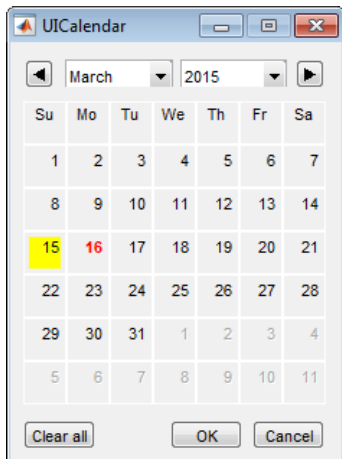 UICalendar
March 2015
Su Mo Tu We Th Fr Sa
1 2 3 4 5 6 7
8 9 10 11 12 13 14
15 16 17 18 19 20 21
22 23 24 25 26 27 28
29 30 31 1 2 3 4
5 6 7 8 9 10 11
Clear all OK Cancel